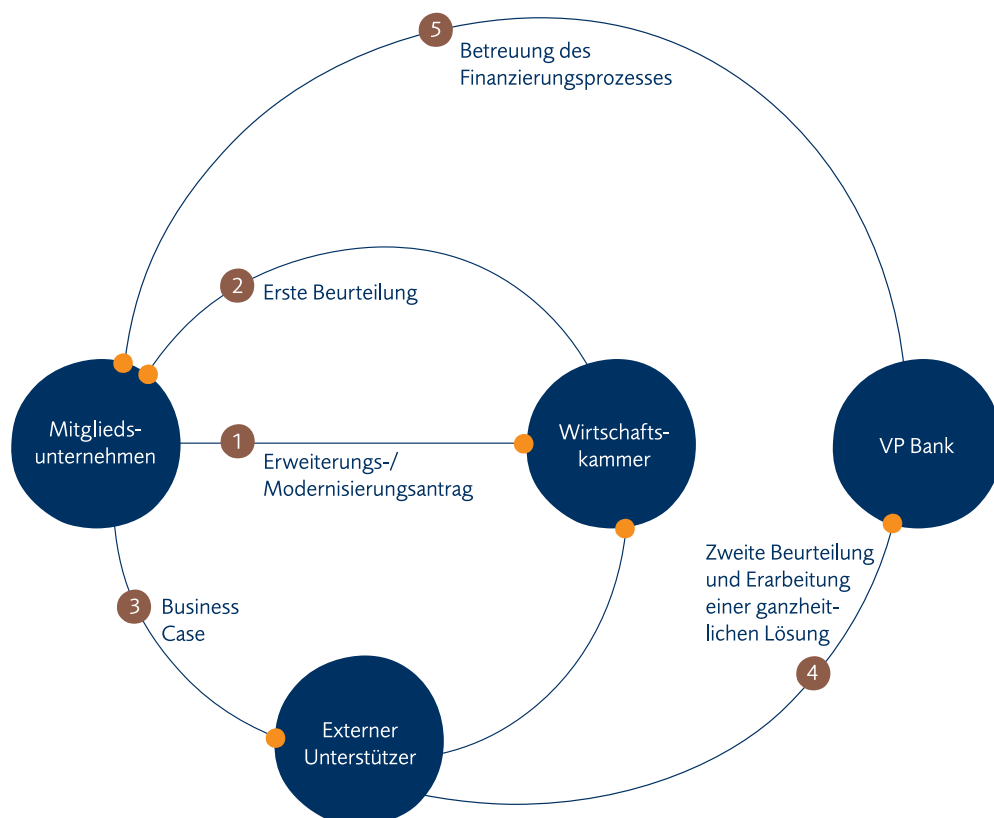 5
Betreuung des
Finanzierungsprozesses
2
Erste Beurteilung
Mitglieds-
unternehmen
1
Erweiterungs-/
Modernisierungsantrag
Wirtschafts-
kammer
VP Bank
3
Business
Case
Zweite Beurteilung
und Erarbeitung
einer ganzheit-
lichen Lösung
4
Externer
Unterstützer